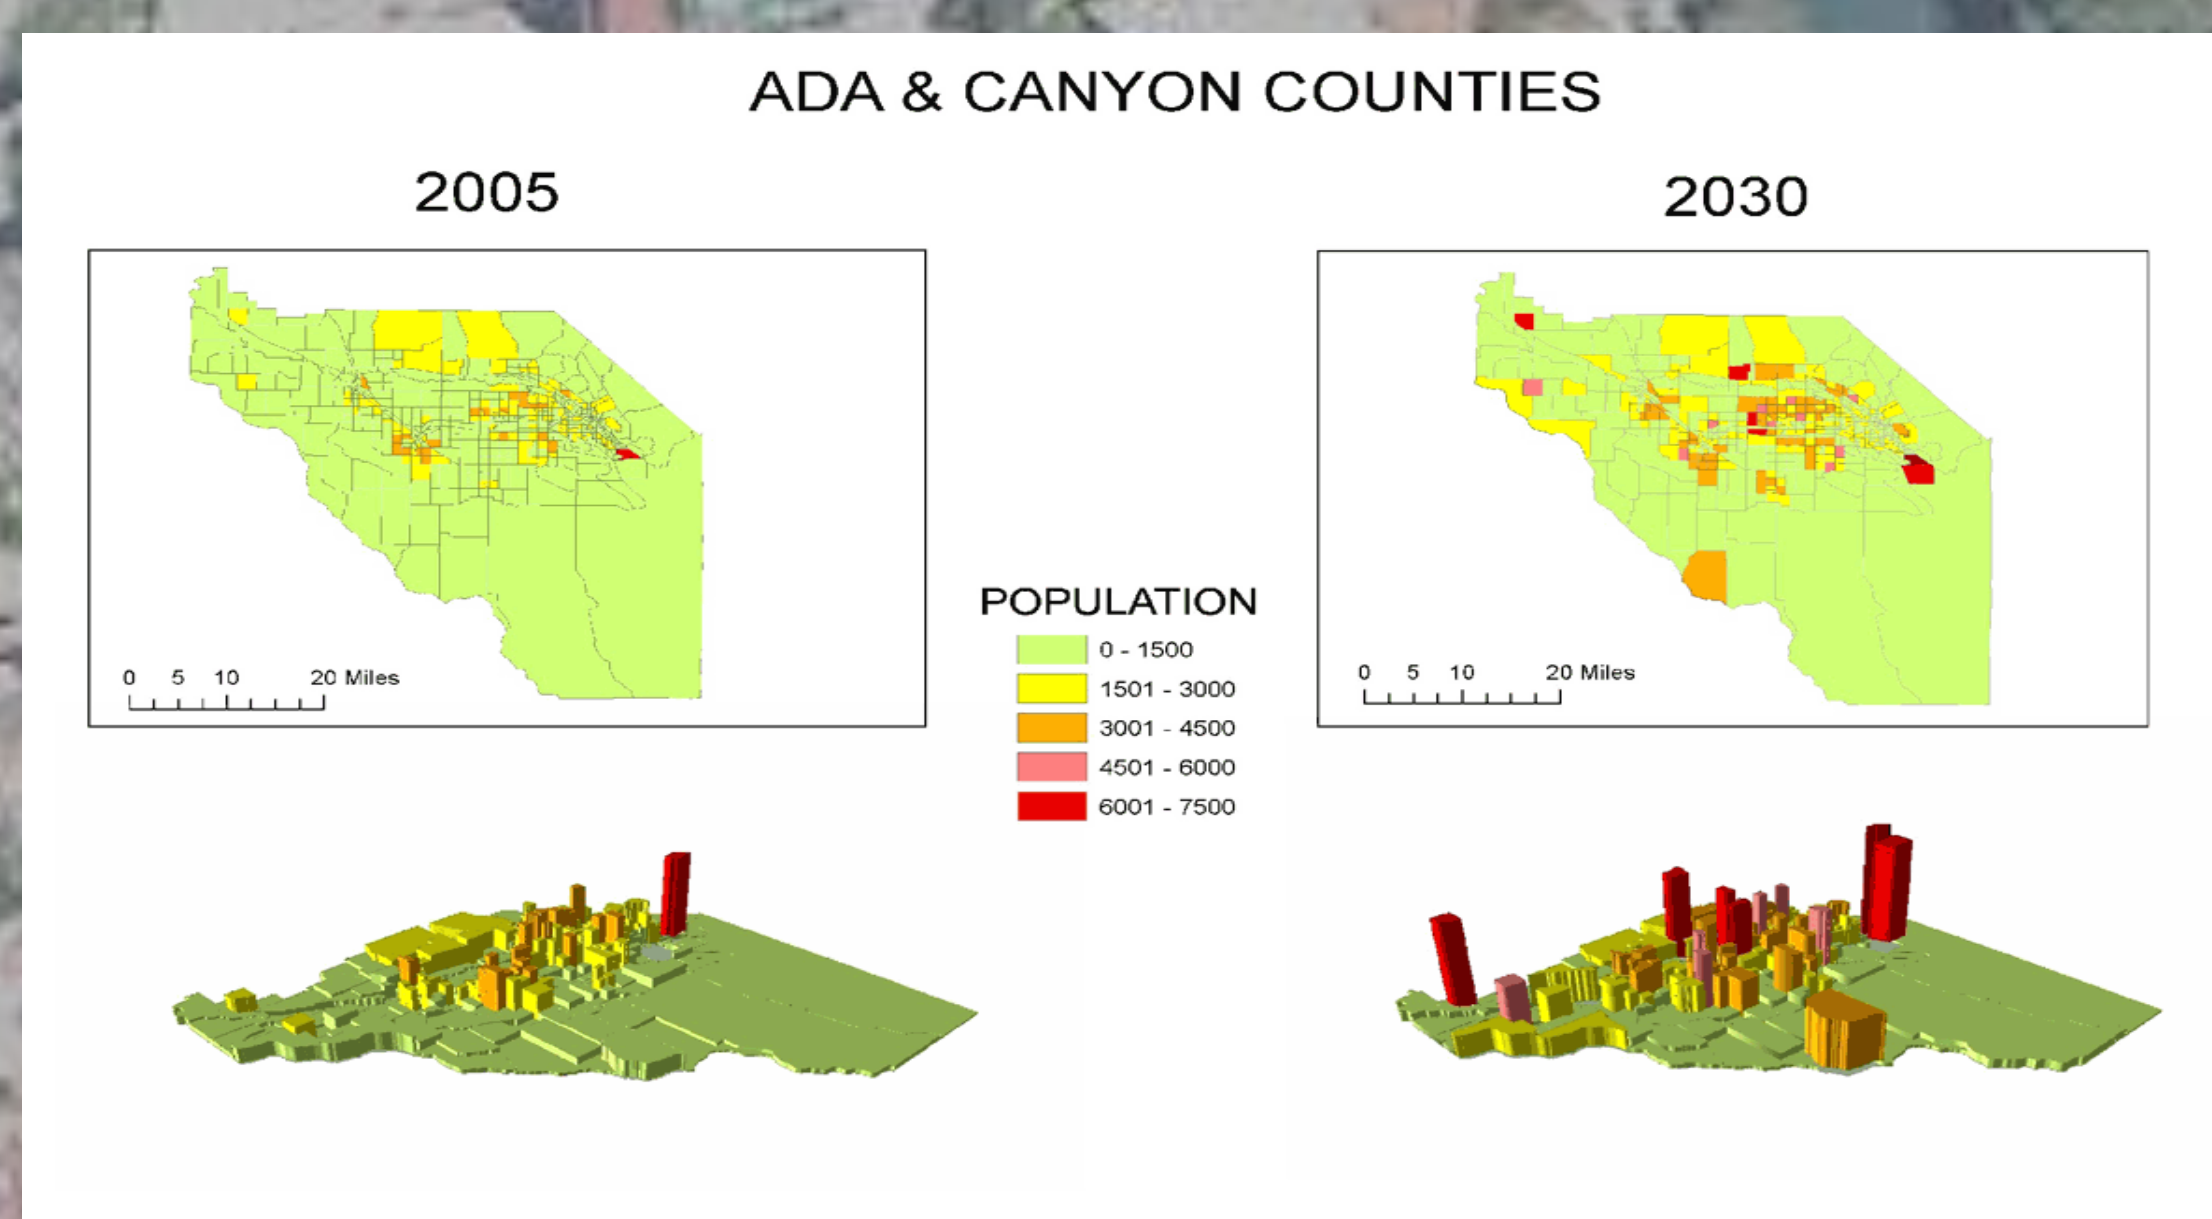 ADA & CANYON COUNTIES
2005
2030
0 5 10 20 Miles
0 5 10 20 Miles
POPULATION
0 - 1500
1501 - 3000
3001 - 4500
4501 - 6000
6001 - 7500